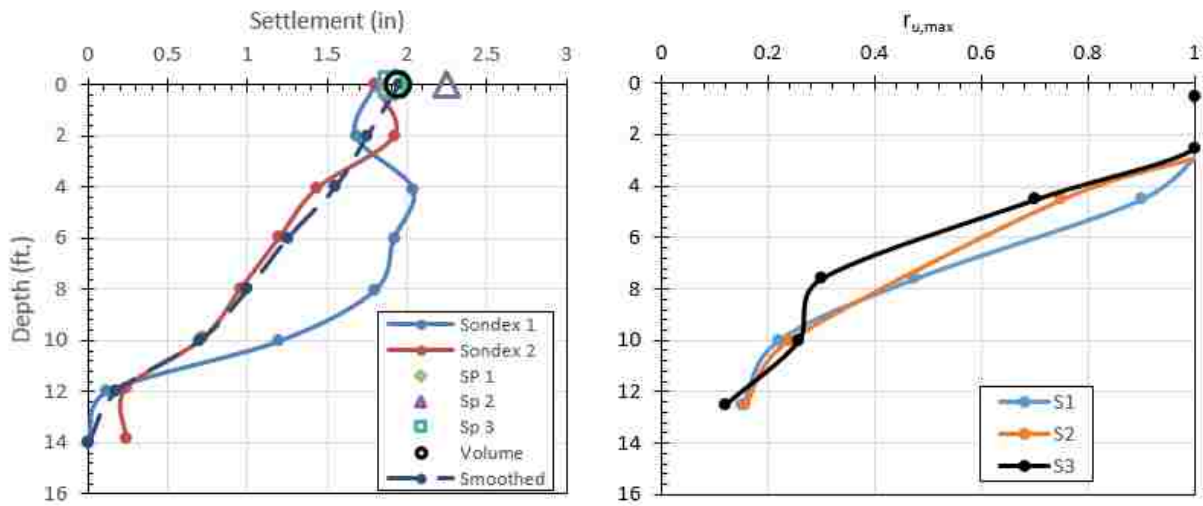 Settlement (in)
0 0.5 1 1.5 2 2.5 3
0
2
4
6
8
10
12
14
16
Depth (ft.)
Sondex 1
Sondex 2
SP 1
Sp 2
Sp 3
Volume
Smoothed
ru,max
0 0.2 0.4 0.6 0.8 1
0
2
4
6
8
10
12
14
16
S1
S2
S3